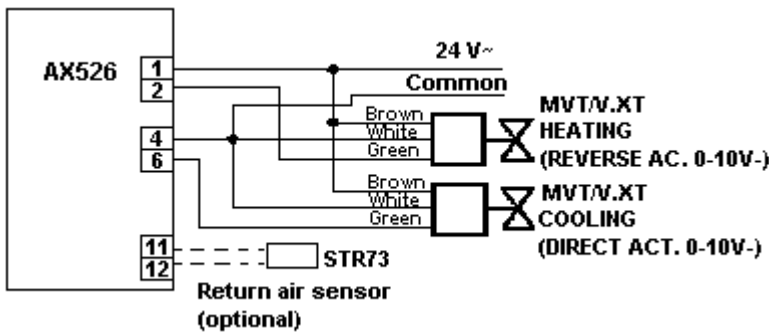 AX526
1
2
4
6
11
12
24 V~
Common
Brown
White
Green
MVT/V.XT
HEATING
(REVERSE AC. 0-10V-)
Brown
White
Green
MVT/V.XT
COOLING
(DIRECT ACT. 0-10V-)
STR73
Return air sensor
(optional)